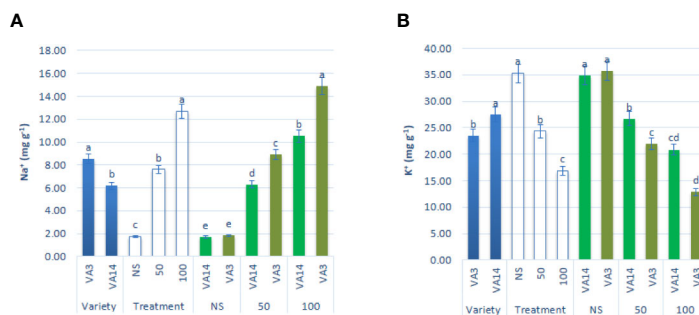 A
18.00
16.00
14.00
12.00
10.00
8.00
6.00
4.00
2.00
0.00
Na⁺ (mg g⁻¹)
a b c b a e e d c b a
VA3 VA14 NS 50 100 VA14 VA3 VA14 VA3 VA14 VA3
Variety Treatment NS 50 100
B
40.00
35.00
30.00
25.00
20.00
15.00
10.00
5.00
0.00
K⁺ (mg g⁻¹)
b a a b c a a b c cd d
VA3 VA14 NS 50 100 VA14 VA3 VA14 VA3 VA14 VA3
Variety Treatment NS 50 100